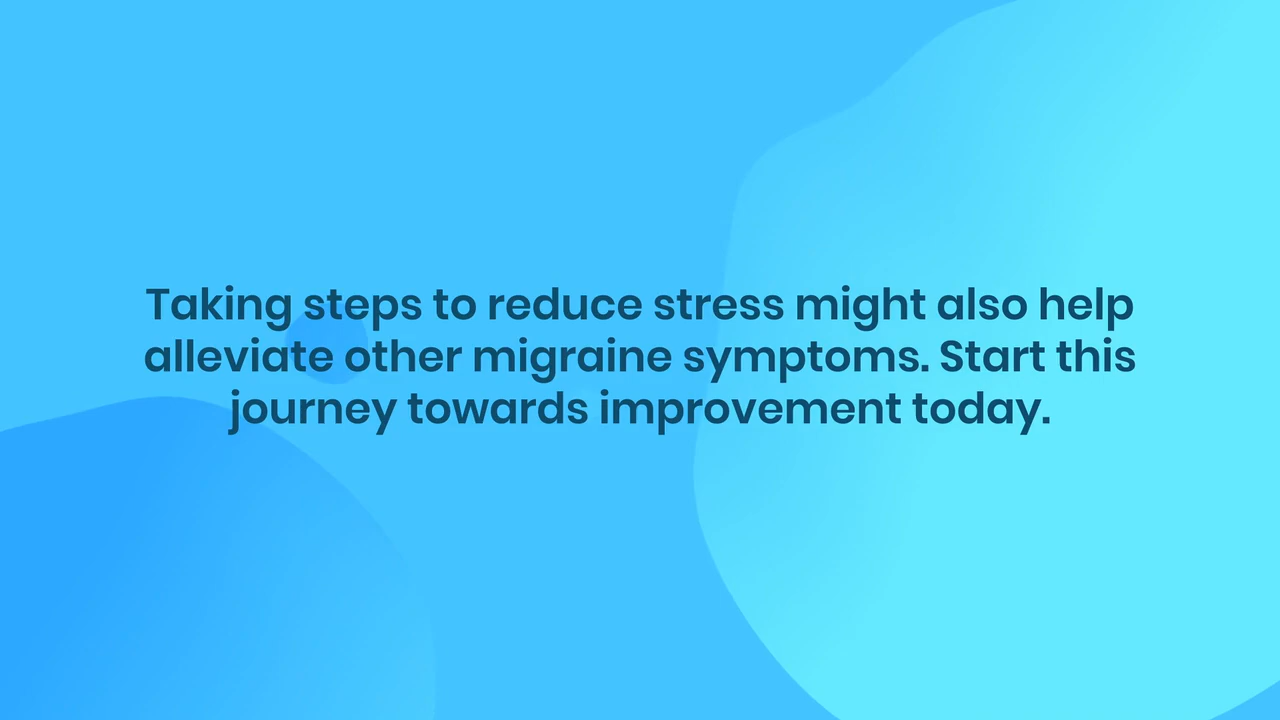 Taking steps to reduce stress might also help
alleviate other migraine symptoms. Start this
journey towards improvement today.